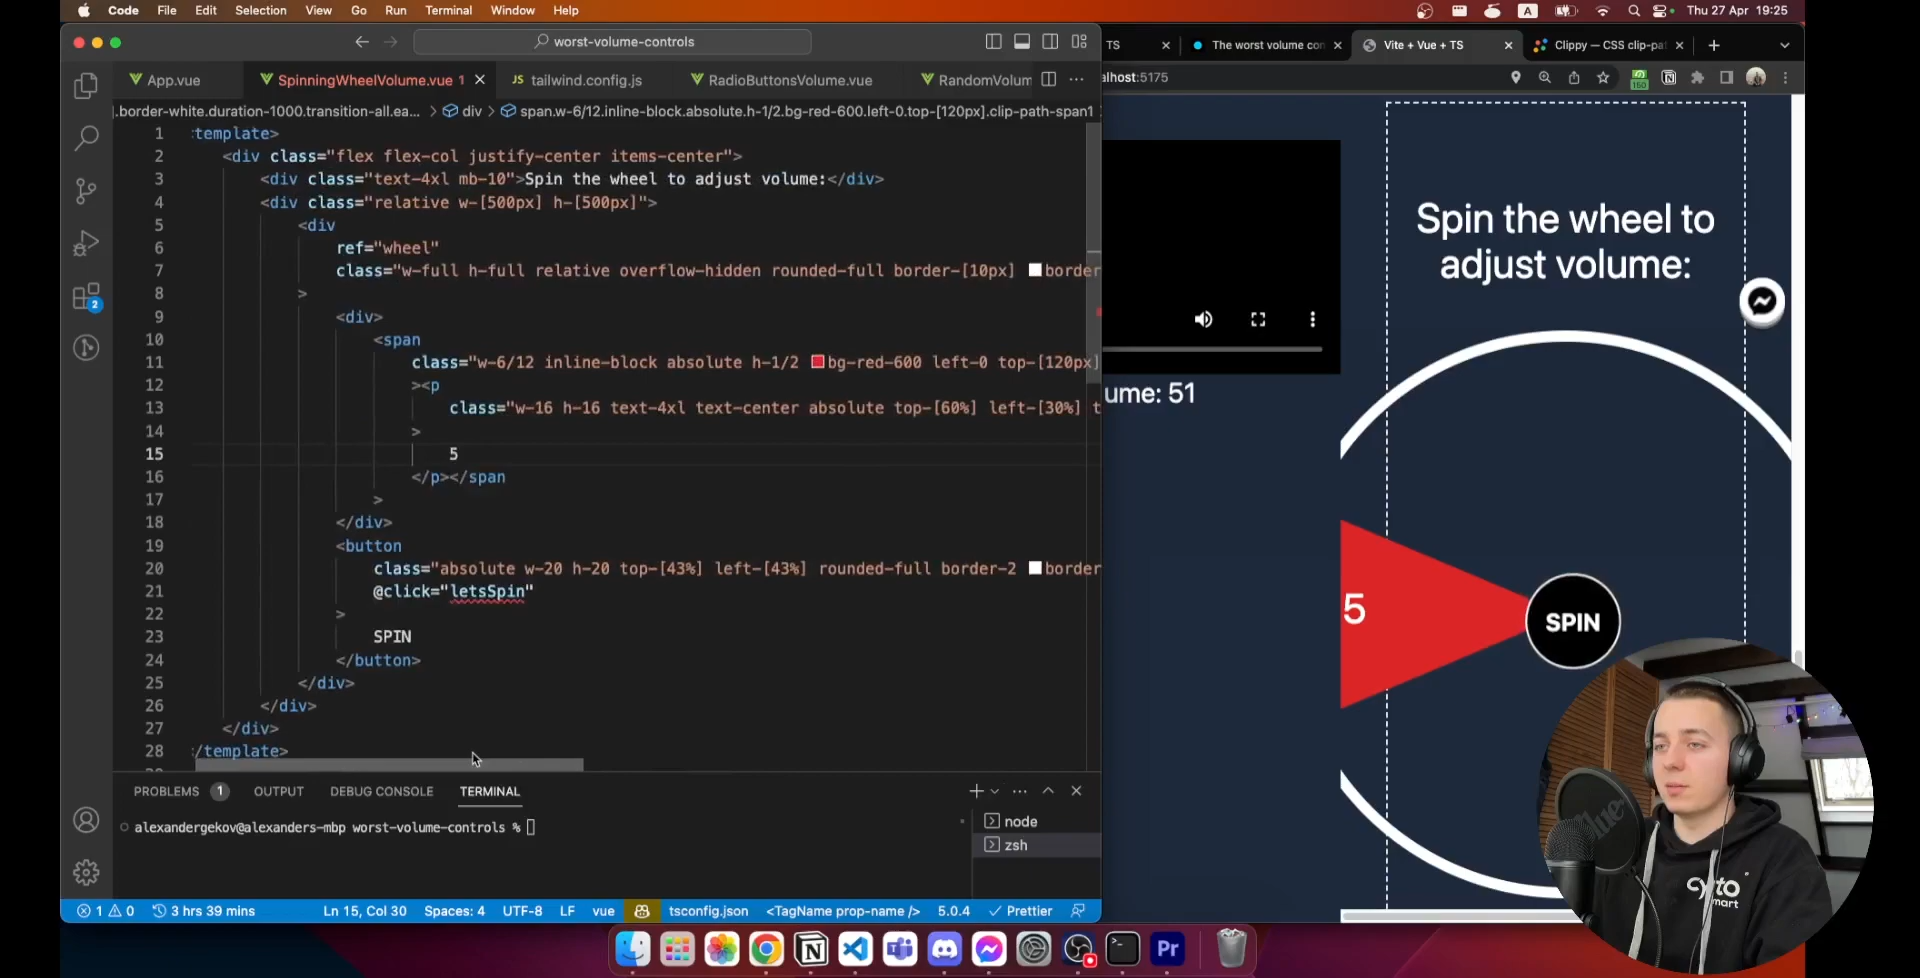 Code File Edit Selection View Go Run Terminal Window Help
A Thu 27 Apr 19:25
worst-volume-controls
App.vue SpinningWheelVolume.vue 1 tailwind.config.js RadioButtonsVolume.vue RandomVolum
.border-white.duration-1000.transition-all.ea... > div > span.w-6/12.inline-block.absolute.h-1/2.bg-red-600.left-0.top-[120px].clip-path-span1
1 template>
2 <div class="flex flex-col justify-center items-center">
3 <div class="text-4xl mb-10">Spin the wheel to adjust volume:</div>
4 <div class="relative w-[500px] h-[500px]">
5 <div
6 ref="wheel"
7 class="w-full h-full relative overflow-hidden rounded-full border-[10px] border
8 >
9 <div>
10 <span
11 class="w-6/12 inline-block absolute h-1/2 bg-red-600 left-0 top-[120px]
12 ><p
13 class="w-16 h-16 text-4xl text-center absolute top-[60%] left-[30%] t
14 >
15 5
16 </p></span
17 >
18 </div>
19 <button
20 class="absolute w-20 h-20 top-[43%] left-[43%] rounded-full border-2 border
21 @click="letsSpin"
22 >
23 SPIN
24 </button>
25 </div>
26 </div>
27 </div>
28 /template>
2
PROBLEMS 1 OUTPUT DEBUG CONSOLE TERMINAL
alexandergekov@alexanders-mbp worst-volume-controls %
node
zsh
1 0 3 hrs 39 mins Ln 15, Col 30 Spaces: 4 UTF-8 LF vue tsconfig.json <TagName prop-name /> 5.0.4 Prettier
TS The worst volume con Vite + Vue + TS Clippy — CSS clip-pa
alhost:5175
150
Spin the wheel to
adjust volume:
ume: 51
5
SPIN
Pr